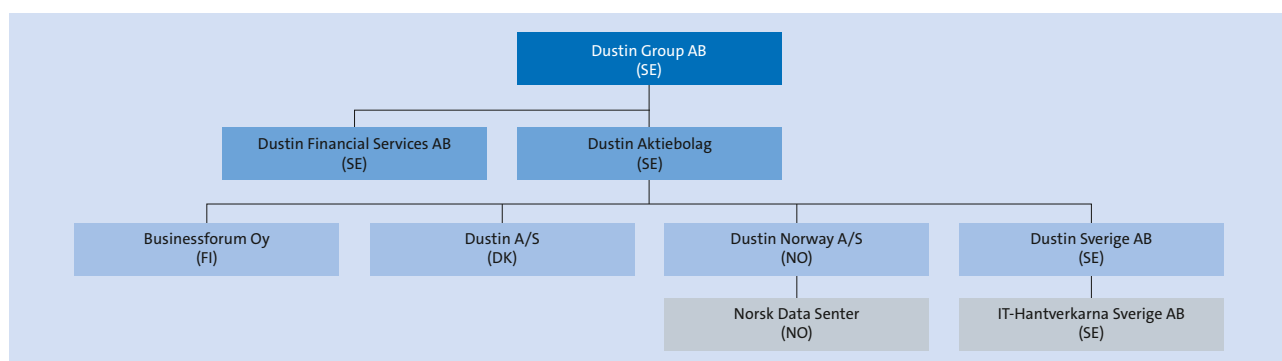 Dustin Group AB
(SE)
Dustin Financial Services AB
(SE)
Dustin Aktiebolag
(SE)
Businessforum Oy
(FI)
Dustin A/S
(DK)
Dustin Norway A/S
(NO)
Dustin Sverige AB
(SE)
Norsk Data Senter
(NO)
IT-Hantverkarna Sverige AB
(SE)